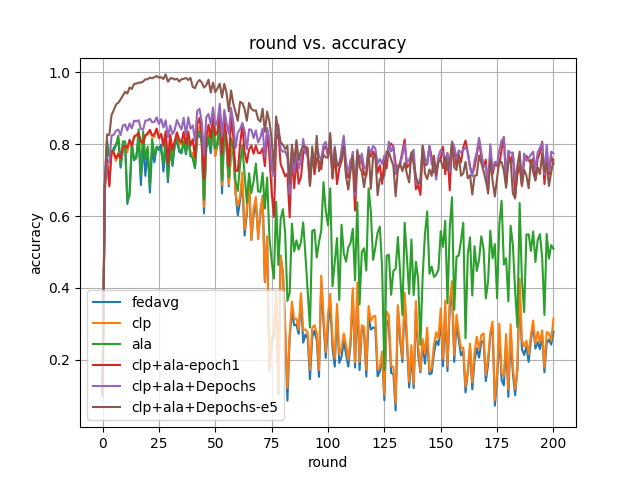 round vs. accuracy
accuracy
1.0
0.8
0.6
0.4
0.2
fedavg
clp
ala
clp+ala-epoch1
clp+ala+Depochs
clp+ala+Depochs-e5
0 25 50 75 100 125 150 175 200
round